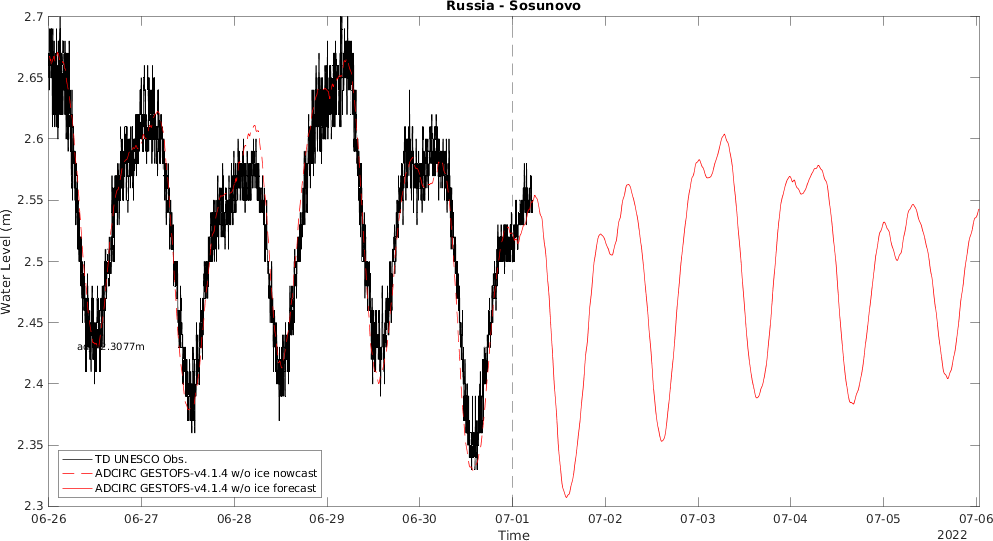 Russia - Sosunovo
2.7
2.65
2.6
2.55
2.5
2.45
2.4
2.35
2.3
Water Level (m)
2.3077m
TD UNESCO Obs.
ADCIRC GESTOFS-v4.1.4 w/o ice nowcast
ADCIRC GESTOFS-v4.1.4 w/o ice forecast
06-26 06-27 06-28 06-29 06-30 07-01 07-02 07-03 07-04 07-05 07-06
Time
2022